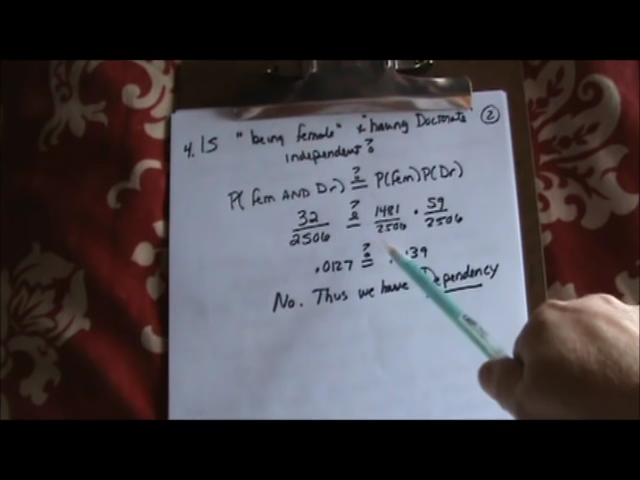 4. Is "being female" & "having Doctorate" ②
independent?
P(Fem AND Dr) ≟ P(Fem)P(Dr)
32/2506 ≟ 1481/2506 · 59/2506
.0127 ≟ 39
No. Thus we have Dependency